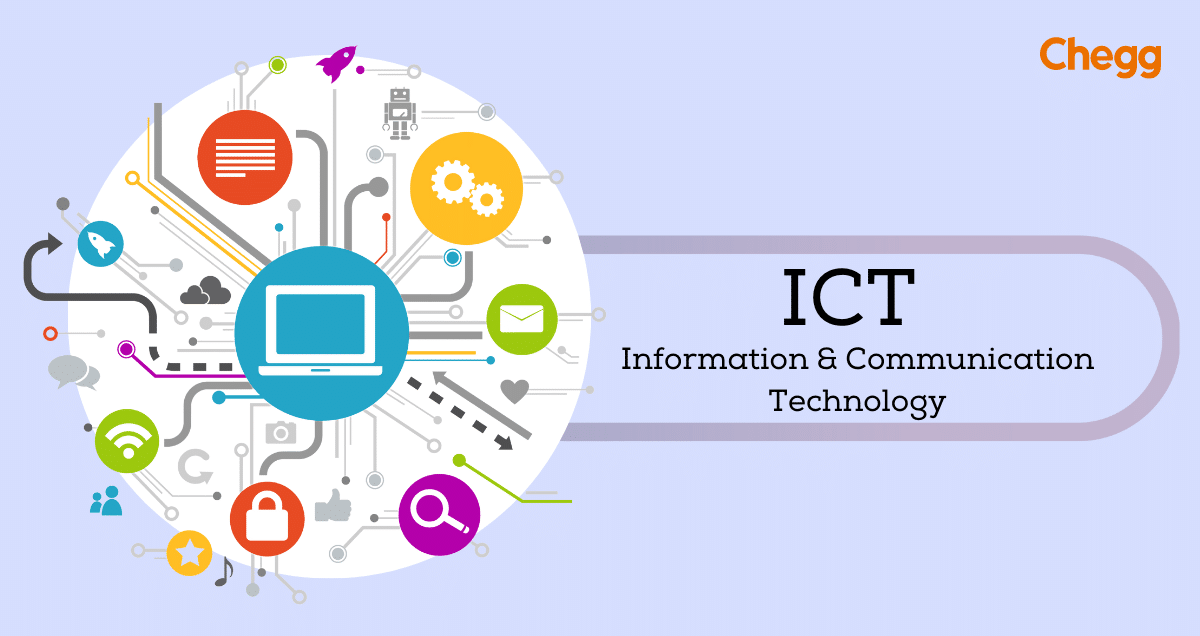 Chegg
ICT
Information & Communication
Technology